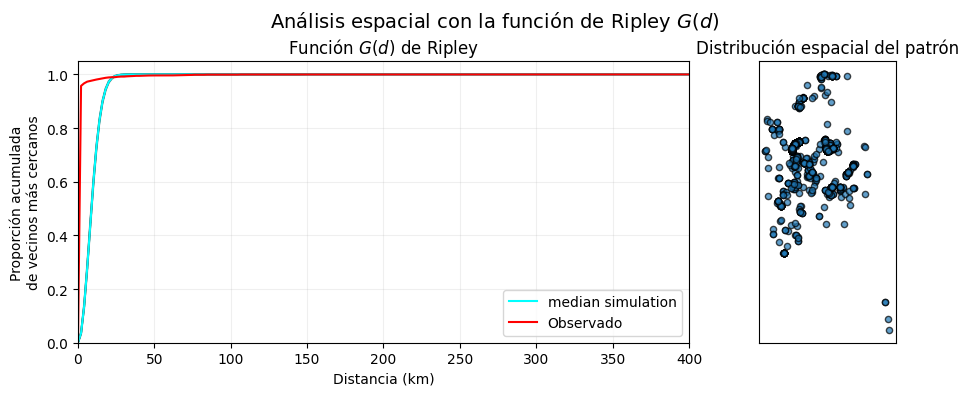 Análisis espacial con la función de Ripley G(d)
Función G(d) de Ripley
Distribución espacial del patrón
Proporción acumulada
de vecinos más cercanos
1.0
0.8
0.6
0.4
0.2
0.0
0
50
100
150
200
250
300
350
400
Distancia (km)
median simulation
Observado